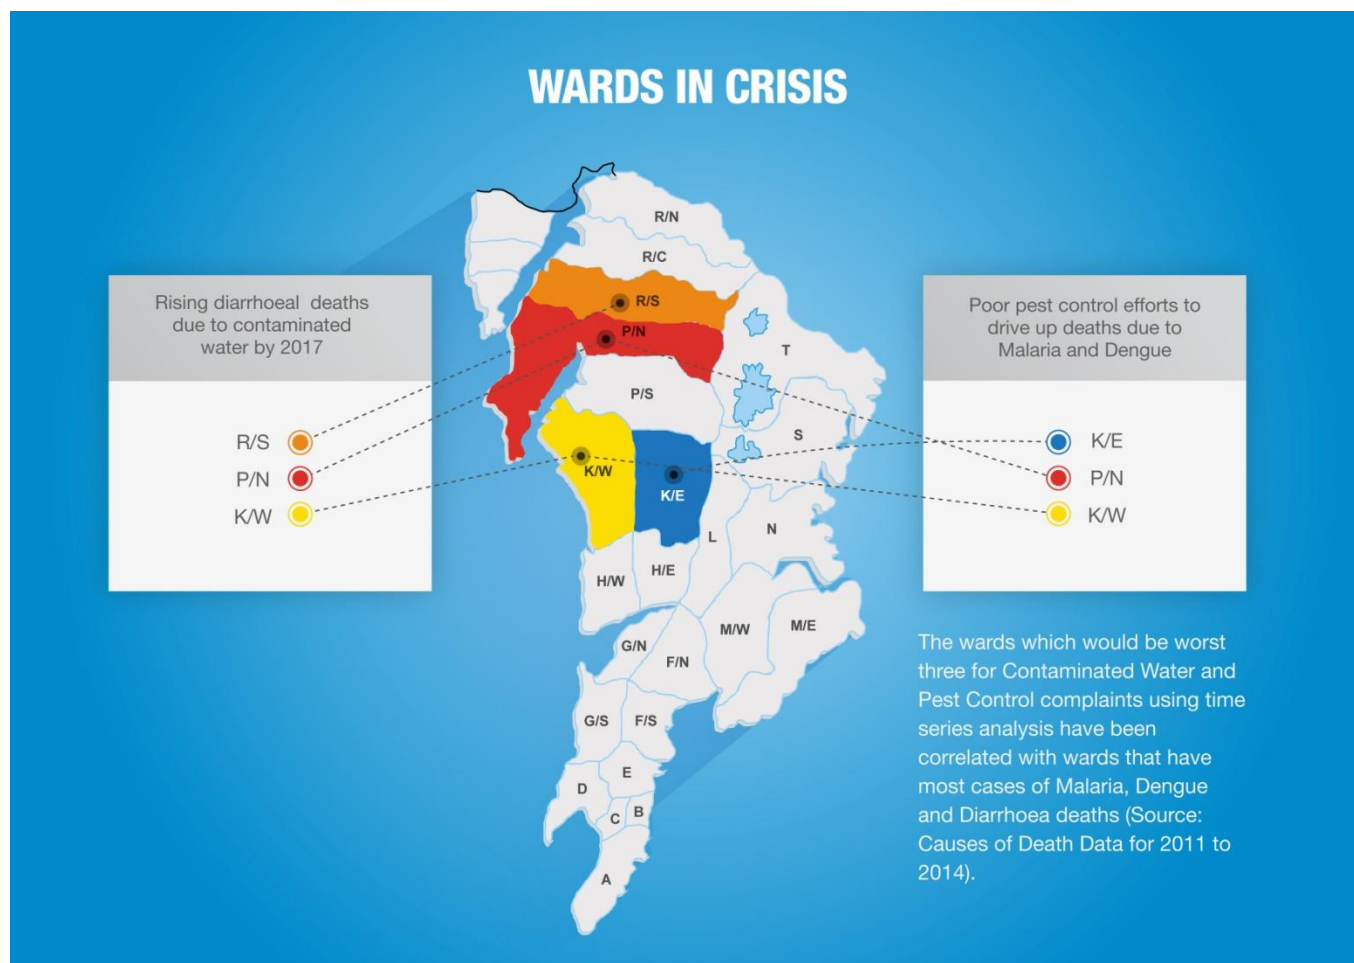 WARDS IN CRISIS
Rising diarrhoeal deaths
due to contaminated
water by 2017
R/S
P/N
K/W
R/N
R/C
R/S
P/N
T
P/S
S
K/W
K/E
L
N
H/W
H/E
M/W
M/E
G/N
F/N
G/S
F/S
E
D
C
B
A
Poor pest control efforts to
drive up deaths due to
Malaria and Dengue
K/E
P/N
K/W
The wards which would be worst
three for Contaminated Water and
Pest Control complaints using time
series analysis have been
correlated with wards that have
most cases of Malaria, Dengue
and Diarrhoea deaths (Source:
Causes of Death Data for 2011 to
2014).